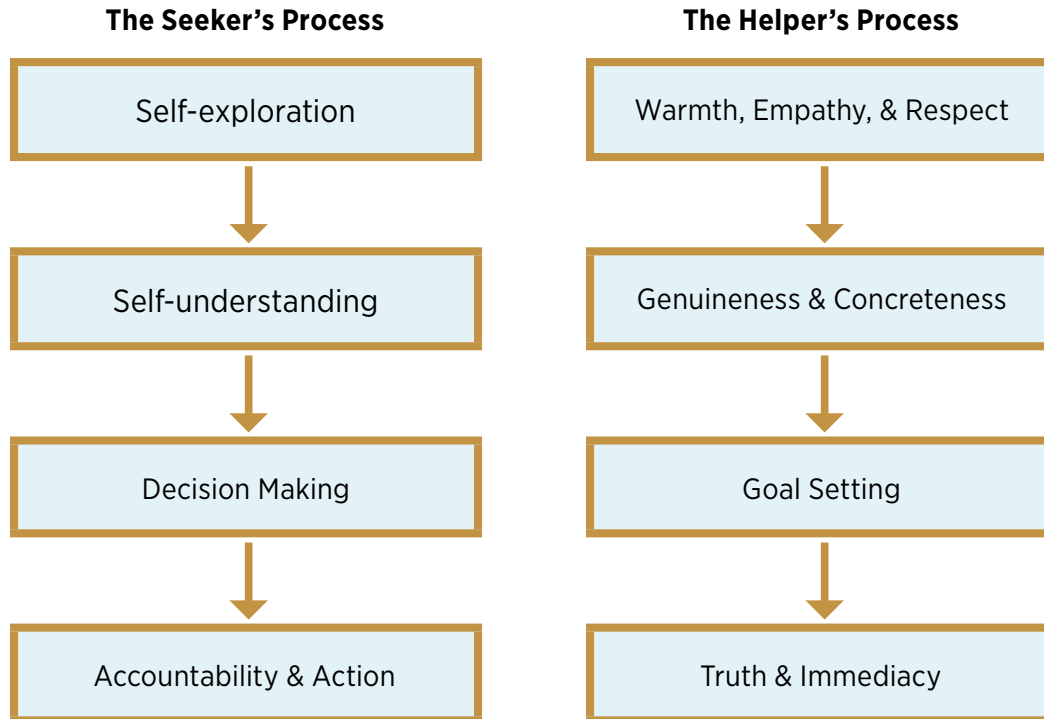 The Seeker’s Process
Self-exploration
Self-understanding
Decision Making
Accountability & Action
The Helper’s Process
Warmth, Empathy, & Respect
Genuineness & Concreteness
Goal Setting
Truth & Immediacy